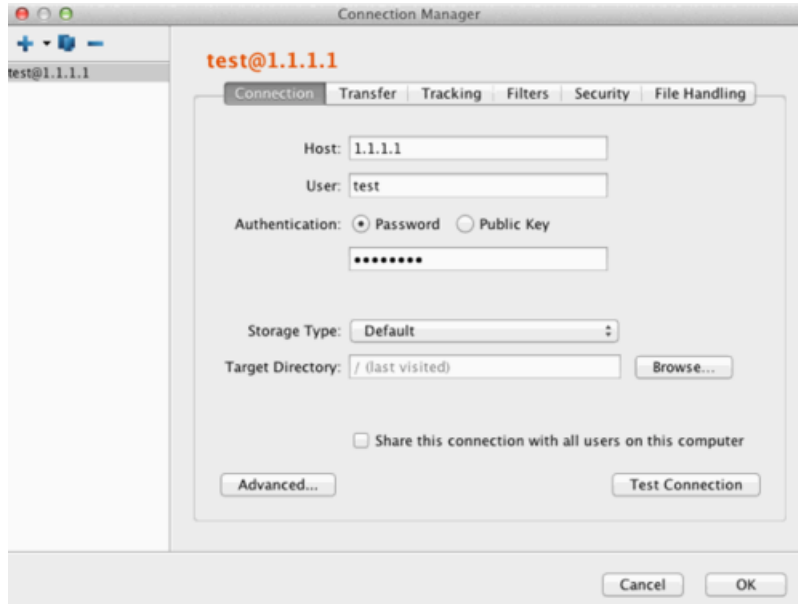 Connection Manager
test@1.1.1.1
test@1.1.1.1
Connection Transfer Tracking Filters Security File Handling
Host: 1.1.1.1
User: test
Authentication: Password Public Key
••••••••
Storage Type: Default
Target Directory: / (last visited) Browse...
Share this connection with all users on this computer
Advanced... Test Connection
Cancel OK